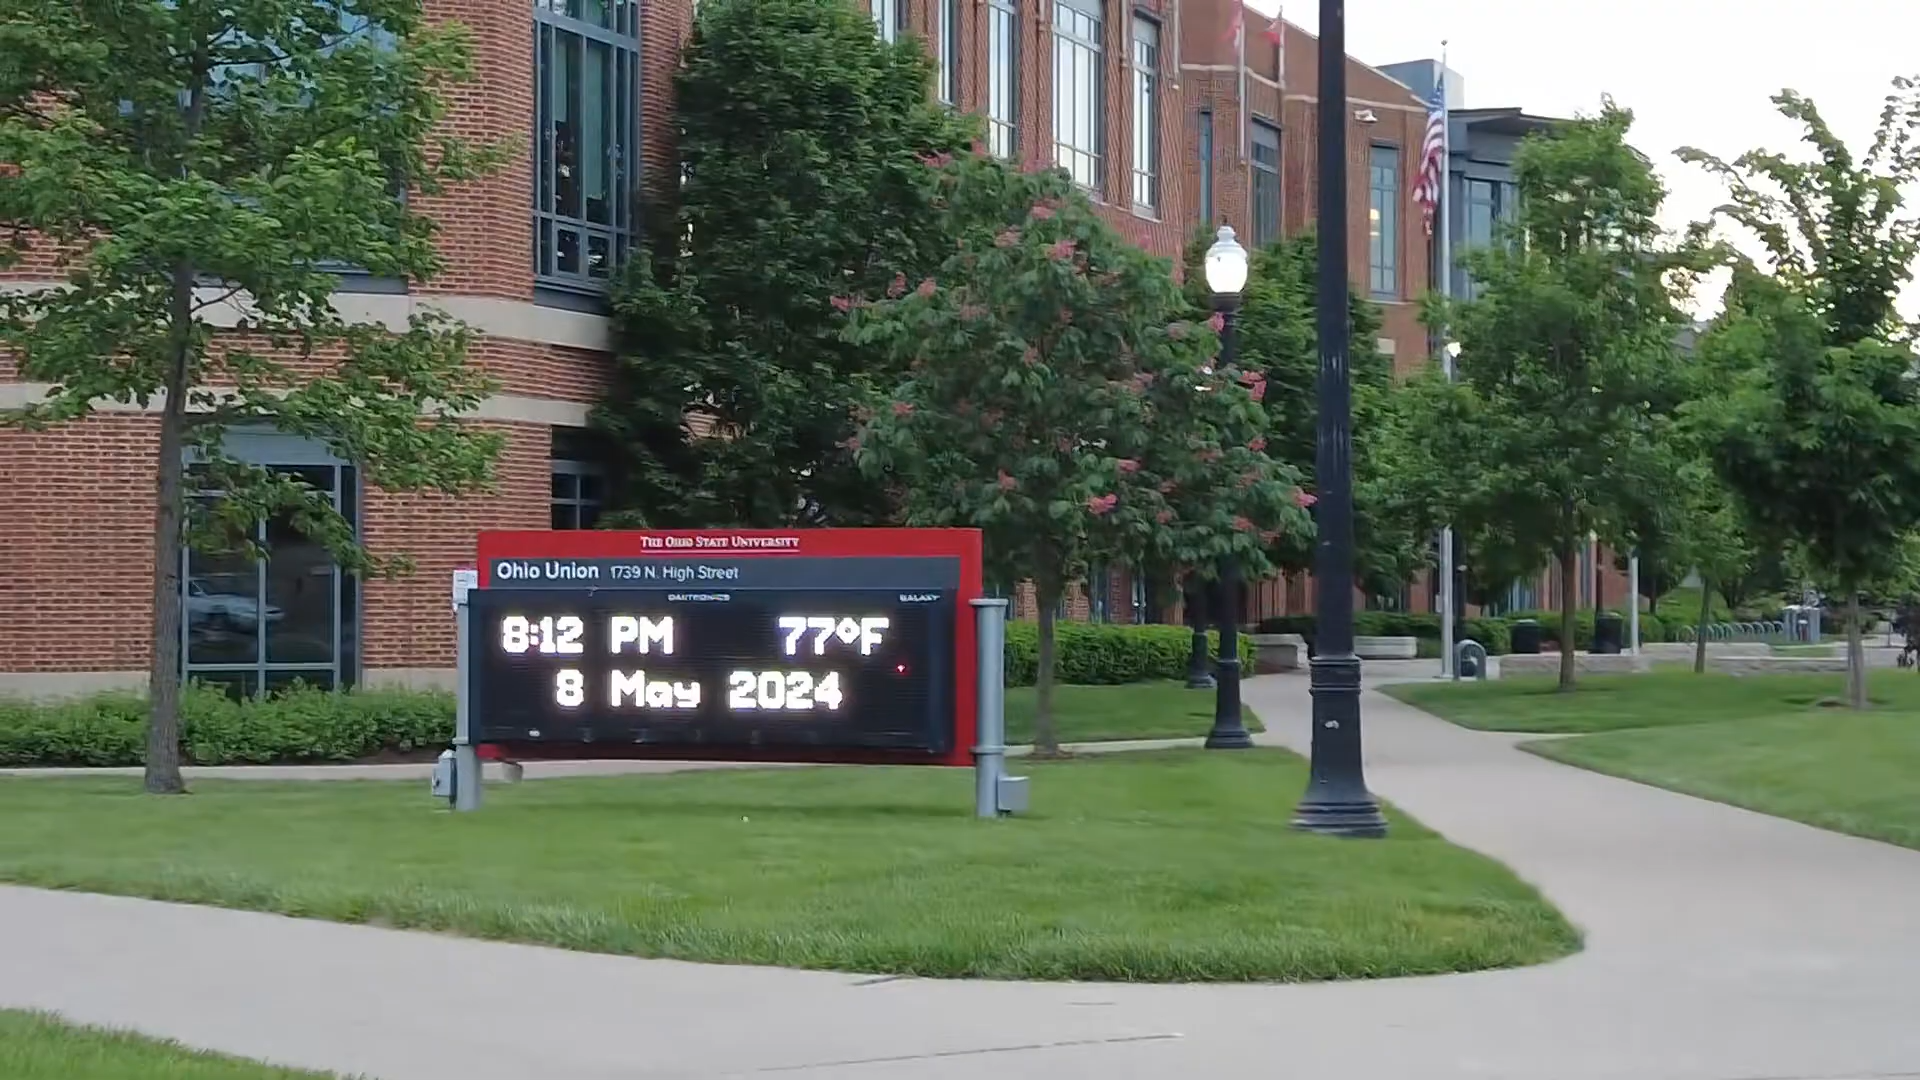 The Ohio State University
Ohio Union 1739 N. High Street
DAKTRONICS GALAXY
8:12 PM 77°F
8 May 2024